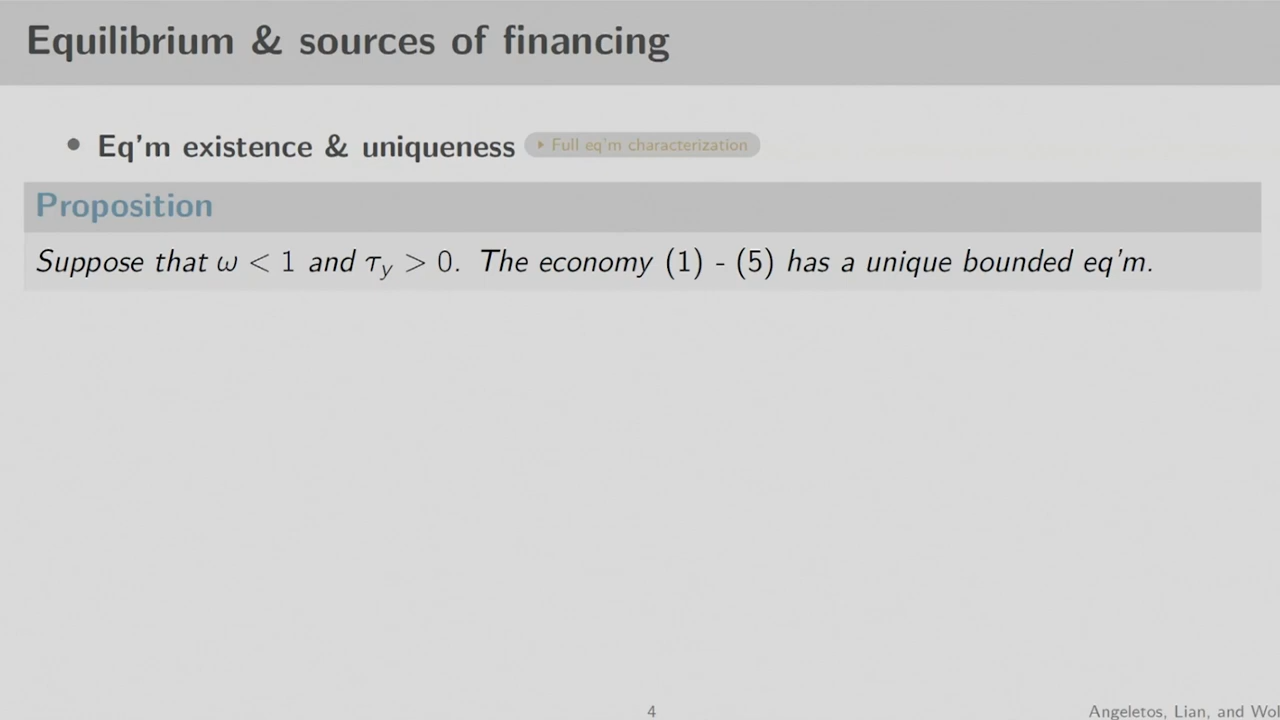 Equilibrium & sources of financing
• Eq'm existence & uniqueness ▸ Full eq'm characterization
Proposition
Suppose that ω < 1 and τ_y > 0. The economy (1) - (5) has a unique bounded eq'm.
4 Angeletos, Lian, and Wol